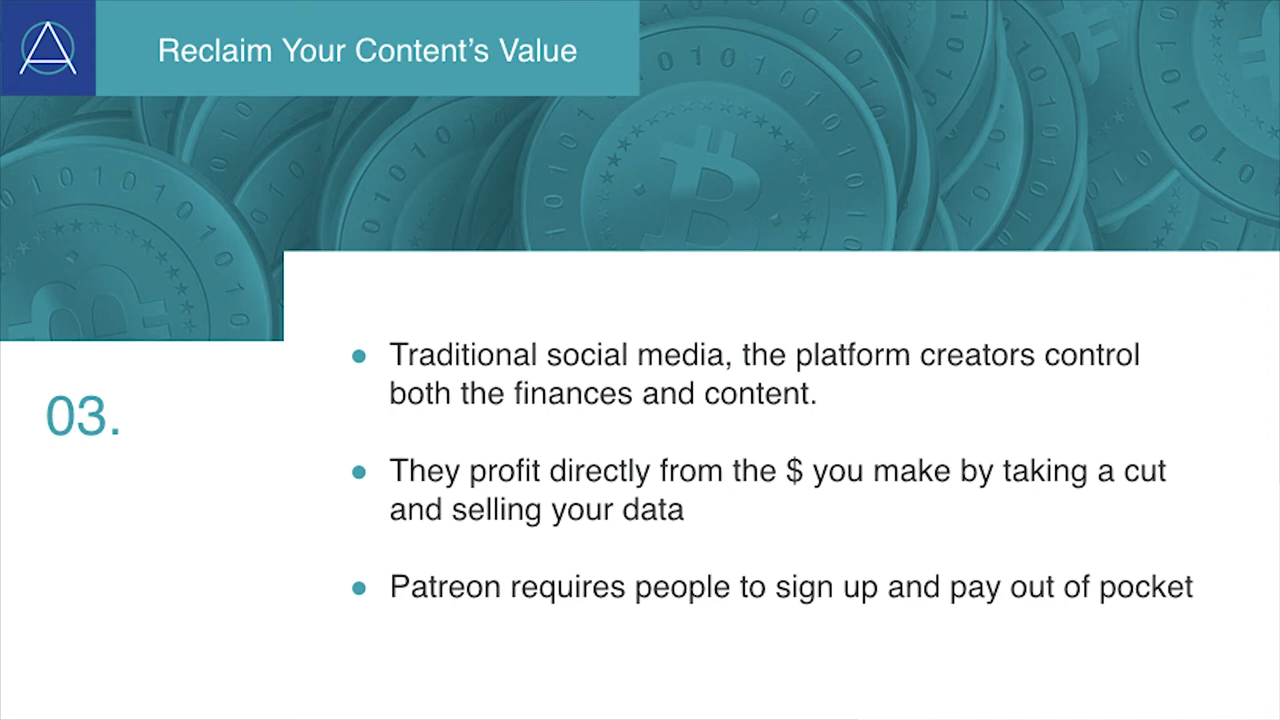 Reclaim Your Content's Value
03.
● Traditional social media, the platform creators control
both the finances and content.
● They profit directly from the $ you make by taking a cut
and selling your data
● Patreon requires people to sign up and pay out of pocket